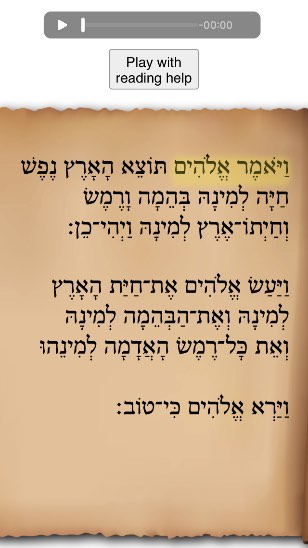 -00:00
Play with
reading help
וַיֹּאמֶר אֱלֹהִים תּוֹצֵא הָאָרֶץ נֶפֶשׁ
חַיָּה לְמִינָהּ בְּהֵמָה וָרֶמֶשׂ
וְחַיְתוֹ־אֶרֶץ לְמִינָהּ וַיְהִי־כֵן׃
וַיַּעַשׂ אֱלֹהִים אֶת־חַיַּת הָאָרֶץ
לְמִינָהּ וְאֶת־הַבְּהֵמָה לְמִינָהּ
וְאֵת כָּל־רֶמֶשׂ הָאֲדָמָה לְמִינֵהוּ
וַיַּרְא אֱלֹהִים כִּי־טוֹב׃